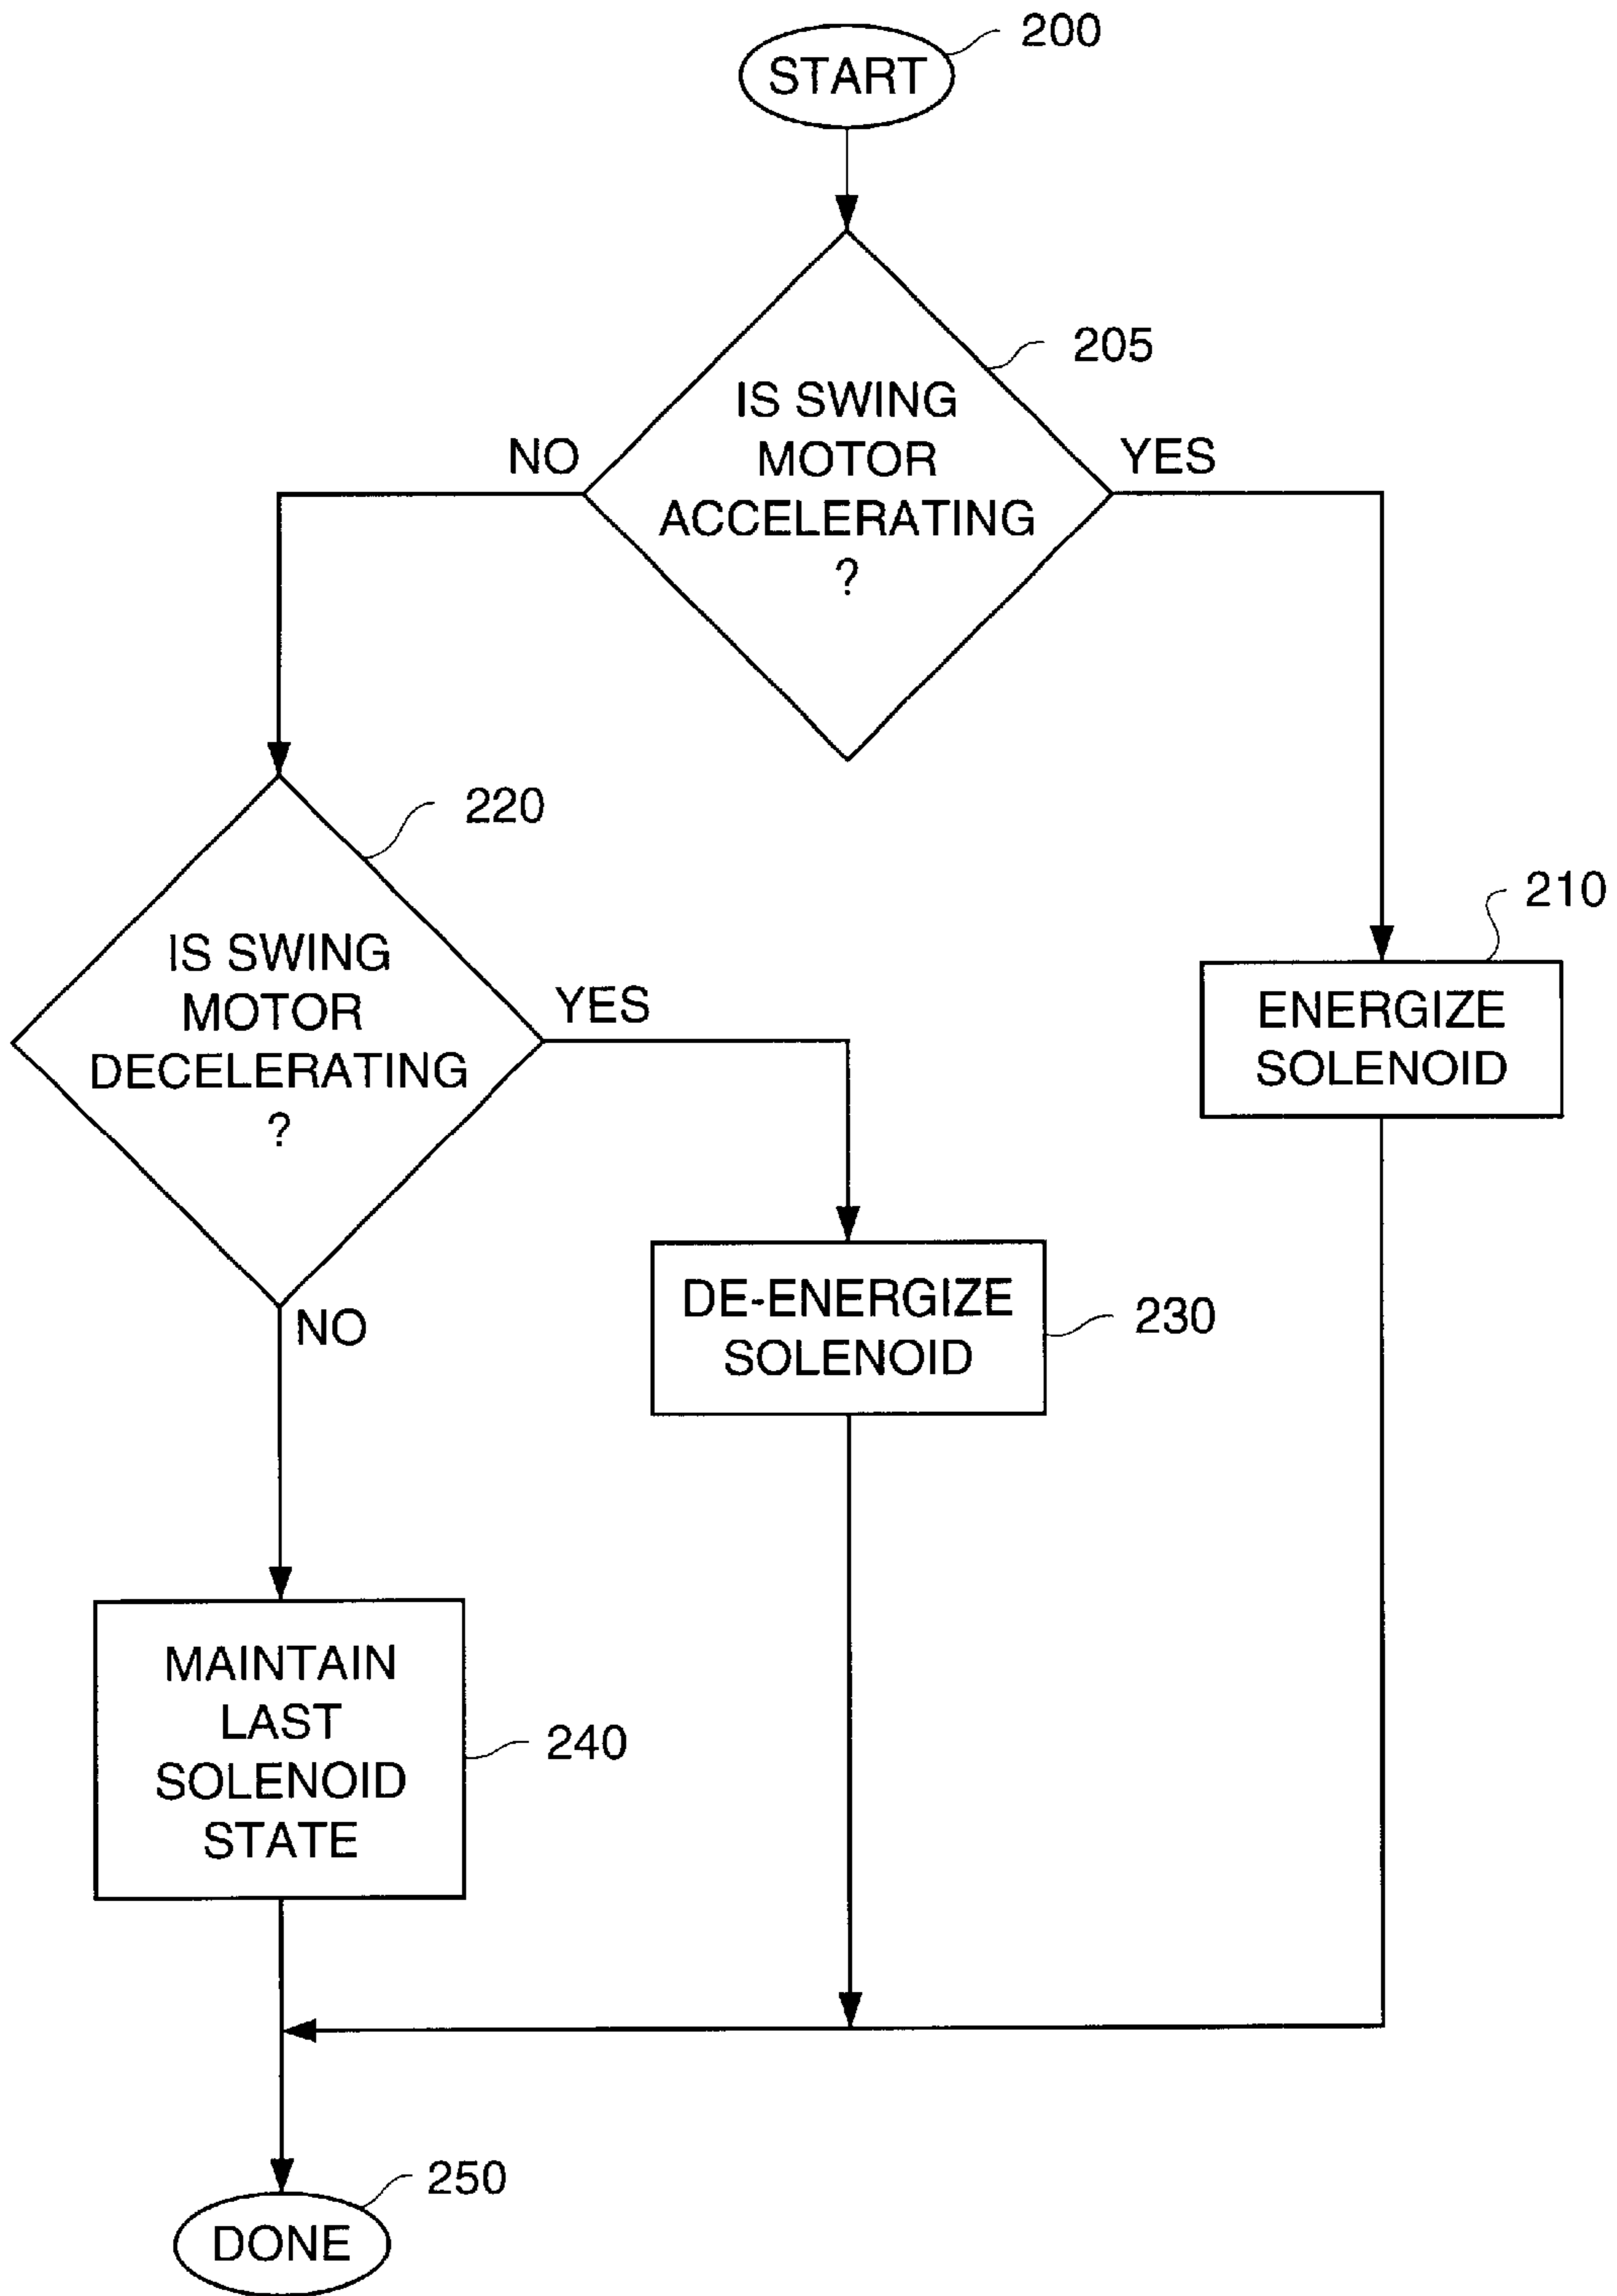 200
START
205
IS SWING
MOTOR
ACCELERATING
?
NO
YES
220
IS SWING
MOTOR
DECELERATING
?
YES
NO
210
ENERGIZE
SOLENOID
DE-ENERGIZE
SOLENOID
230
MAINTAIN
LAST
SOLENOID
STATE
240
250
DONE